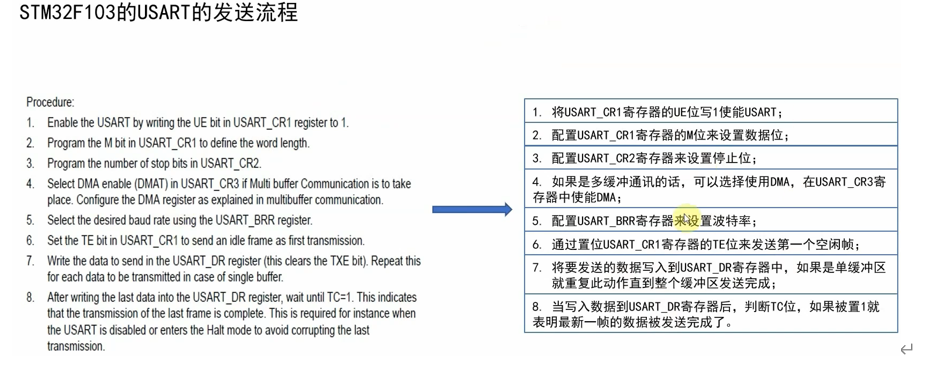 STM32F103的USART的发送流程
Procedure:
1. Enable the USART by writing the UE bit in USART_CR1 register to 1.
2. Program the M bit in USART_CR1 to define the word length.
3. Program the number of stop bits in USART_CR2.
4. Select DMA enable (DMAT) in USART_CR3 if Multi buffer Communication is to take
place. Configure the DMA register as explained in multibuffer communication.
5. Select the desired baud rate using the USART_BRR register.
6. Set the TE bit in USART_CR1 to send an idle frame as first transmission.
7. Write the data to send in the USART_DR register (this clears the TXE bit). Repeat this
for each data to be transmitted in case of single buffer.
8. After writing the last data into the USART_DR register, wait until TC=1. This indicates
that the transmission of the last frame is complete. This is required for instance when
the USART is disabled or enters the Halt mode to avoid corrupting the last
transmission.
1. 将USART_CR1寄存器的UE位写1使能USART；
2. 配置USART_CR1寄存器的M位来设置数据位；
3. 配置USART_CR2寄存器来设置停止位；
4. 如果是多缓冲通讯的话，可以选择使用DMA，在USART_CR3寄
存器中使能DMA；
5. 配置USART_BRR寄存器来设置波特率；
6. 通过置位USART_CR1寄存器的TE位来发送第一个空闲帧；
7. 将要发送的数据写入到USART_DR寄存器中，如果是单缓冲区
就重复此动作直到整个缓冲区发送完成；
8. 当写入数据到USART_DR寄存器后，判断TC位，如果被置1就
表明最新一帧的数据被发送完成了。